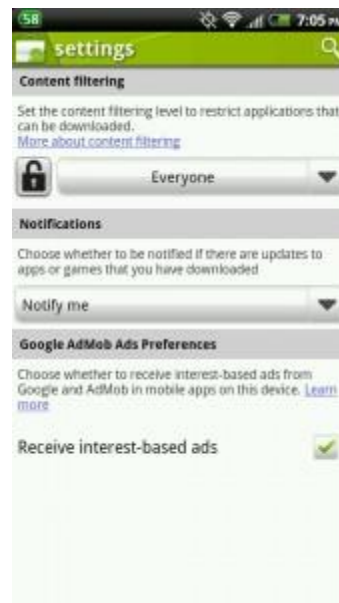 58
7:05 PM
settings
Content filtering
Set the content filtering level to restrict applications that
can be downloaded.
More about content filtering
Everyone
Notifications
Choose whether to be notified if there are updates to
apps or games that you have downloaded
Notify me
Google AdMob Ads Preferences
Choose whether to receive interest-based ads from
Google and AdMob in mobile apps on this device. Learn
more
Receive interest-based ads